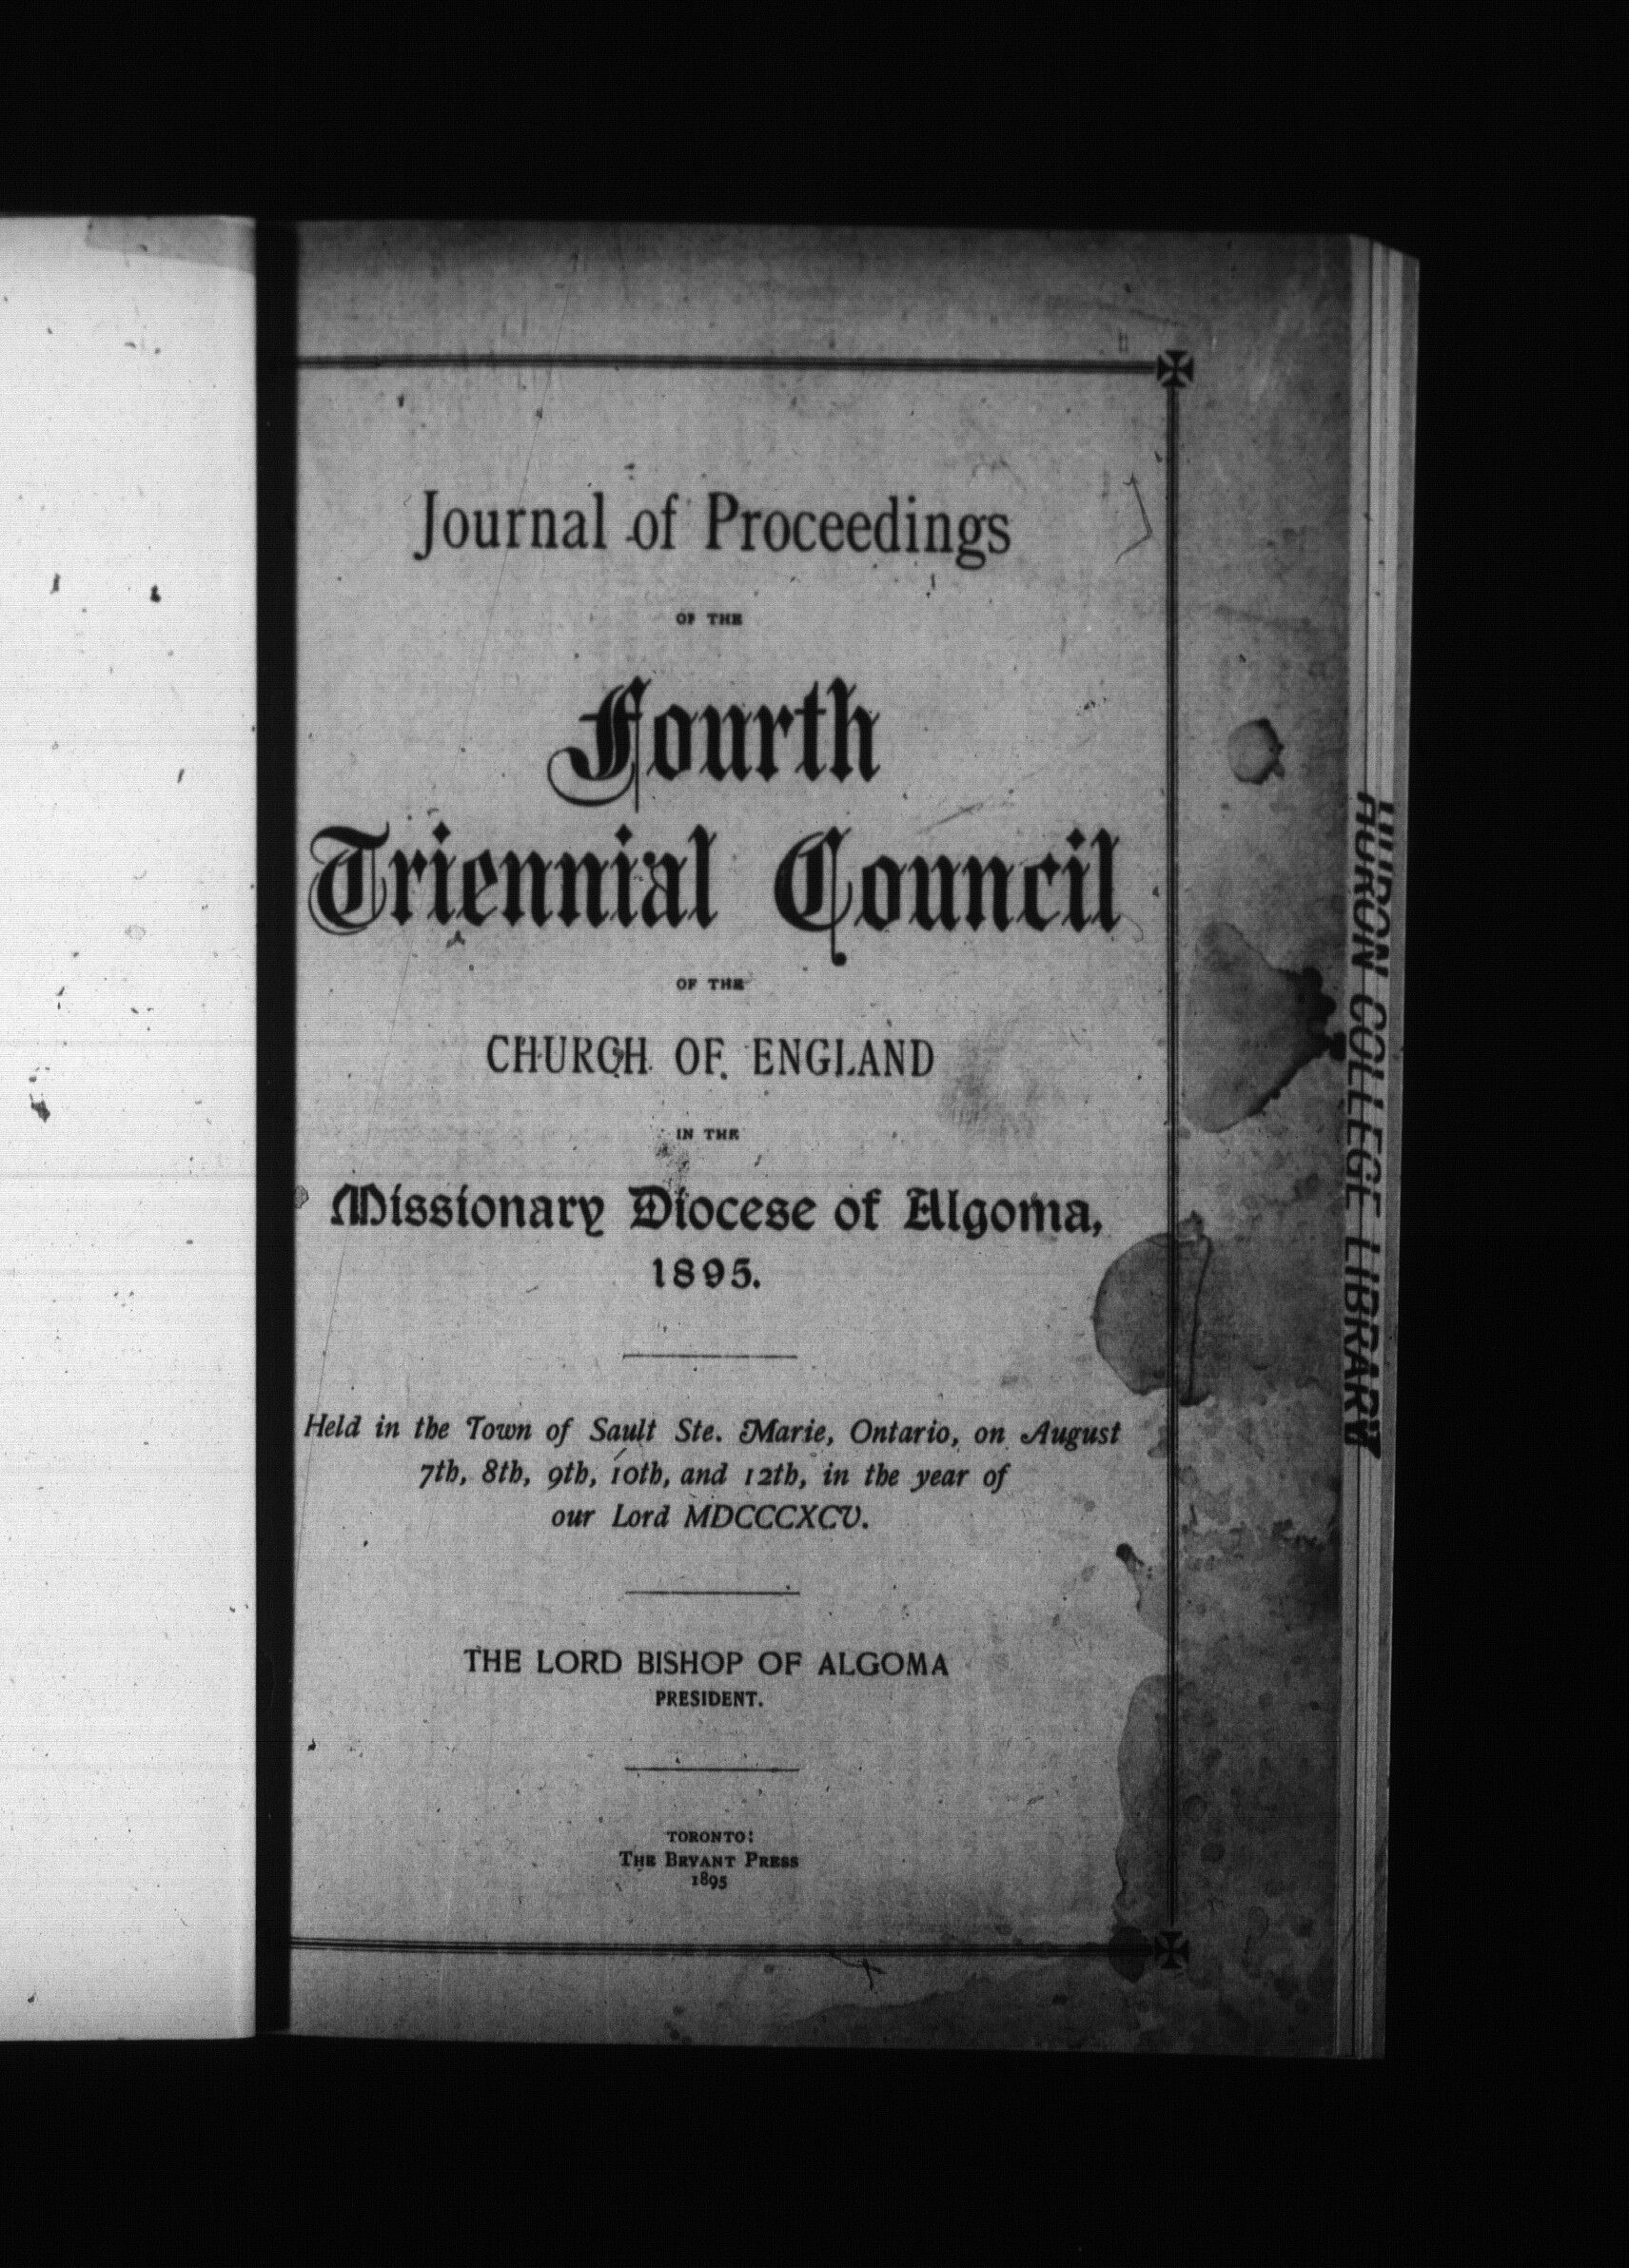 Journal of Proceedings
OF THE
Fourth
Triennial Council
OF THE
CHURCH OF ENGLAND
IN THE
Missionary Diocese of Algoma,
1895.
Held in the Town of Sault Ste. Marie, Ontario, on August
7th, 8th, 9th, 10th, and 12th, in the year of
our Lord MDCCCXCV.
THE LORD BISHOP OF ALGOMA
PRESIDENT.
TORONTO:
THE BRYANT PRESS
1895
HURON COLLEGE LIBRARY